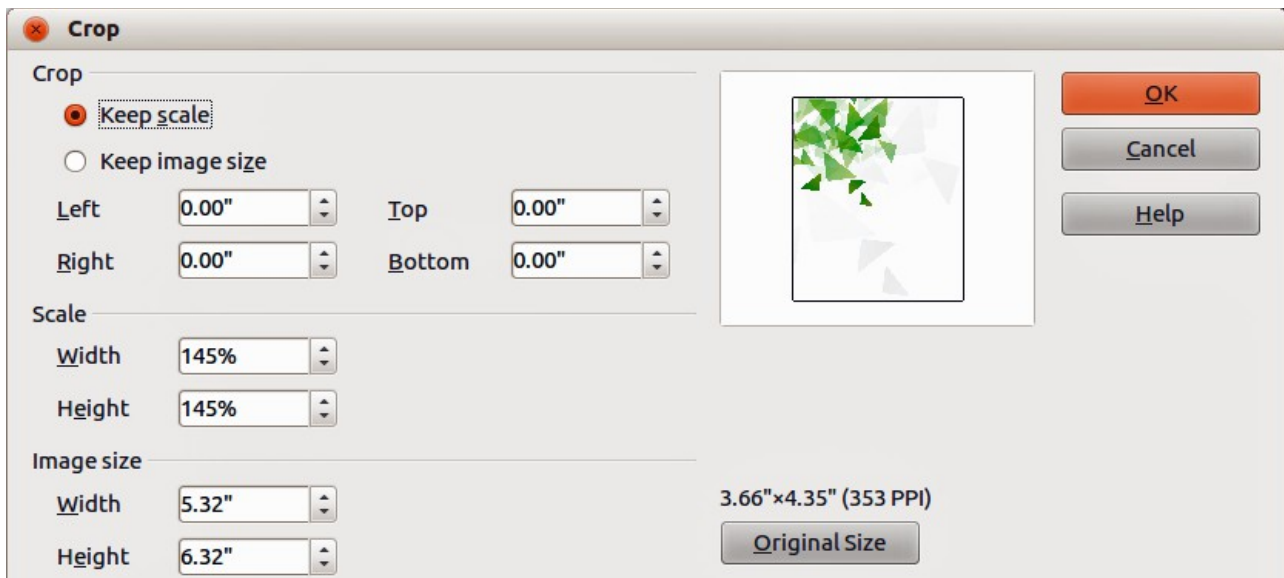 Crop
Crop
Keep scale
Keep image size
Left 0.00" Top 0.00"
Right 0.00" Bottom 0.00"
Scale
Width 145%
Height 145%
Image size
Width 5.32"
Height 6.32"
3.66"×4.35" (353 PPI)
Original Size
OK
Cancel
Help